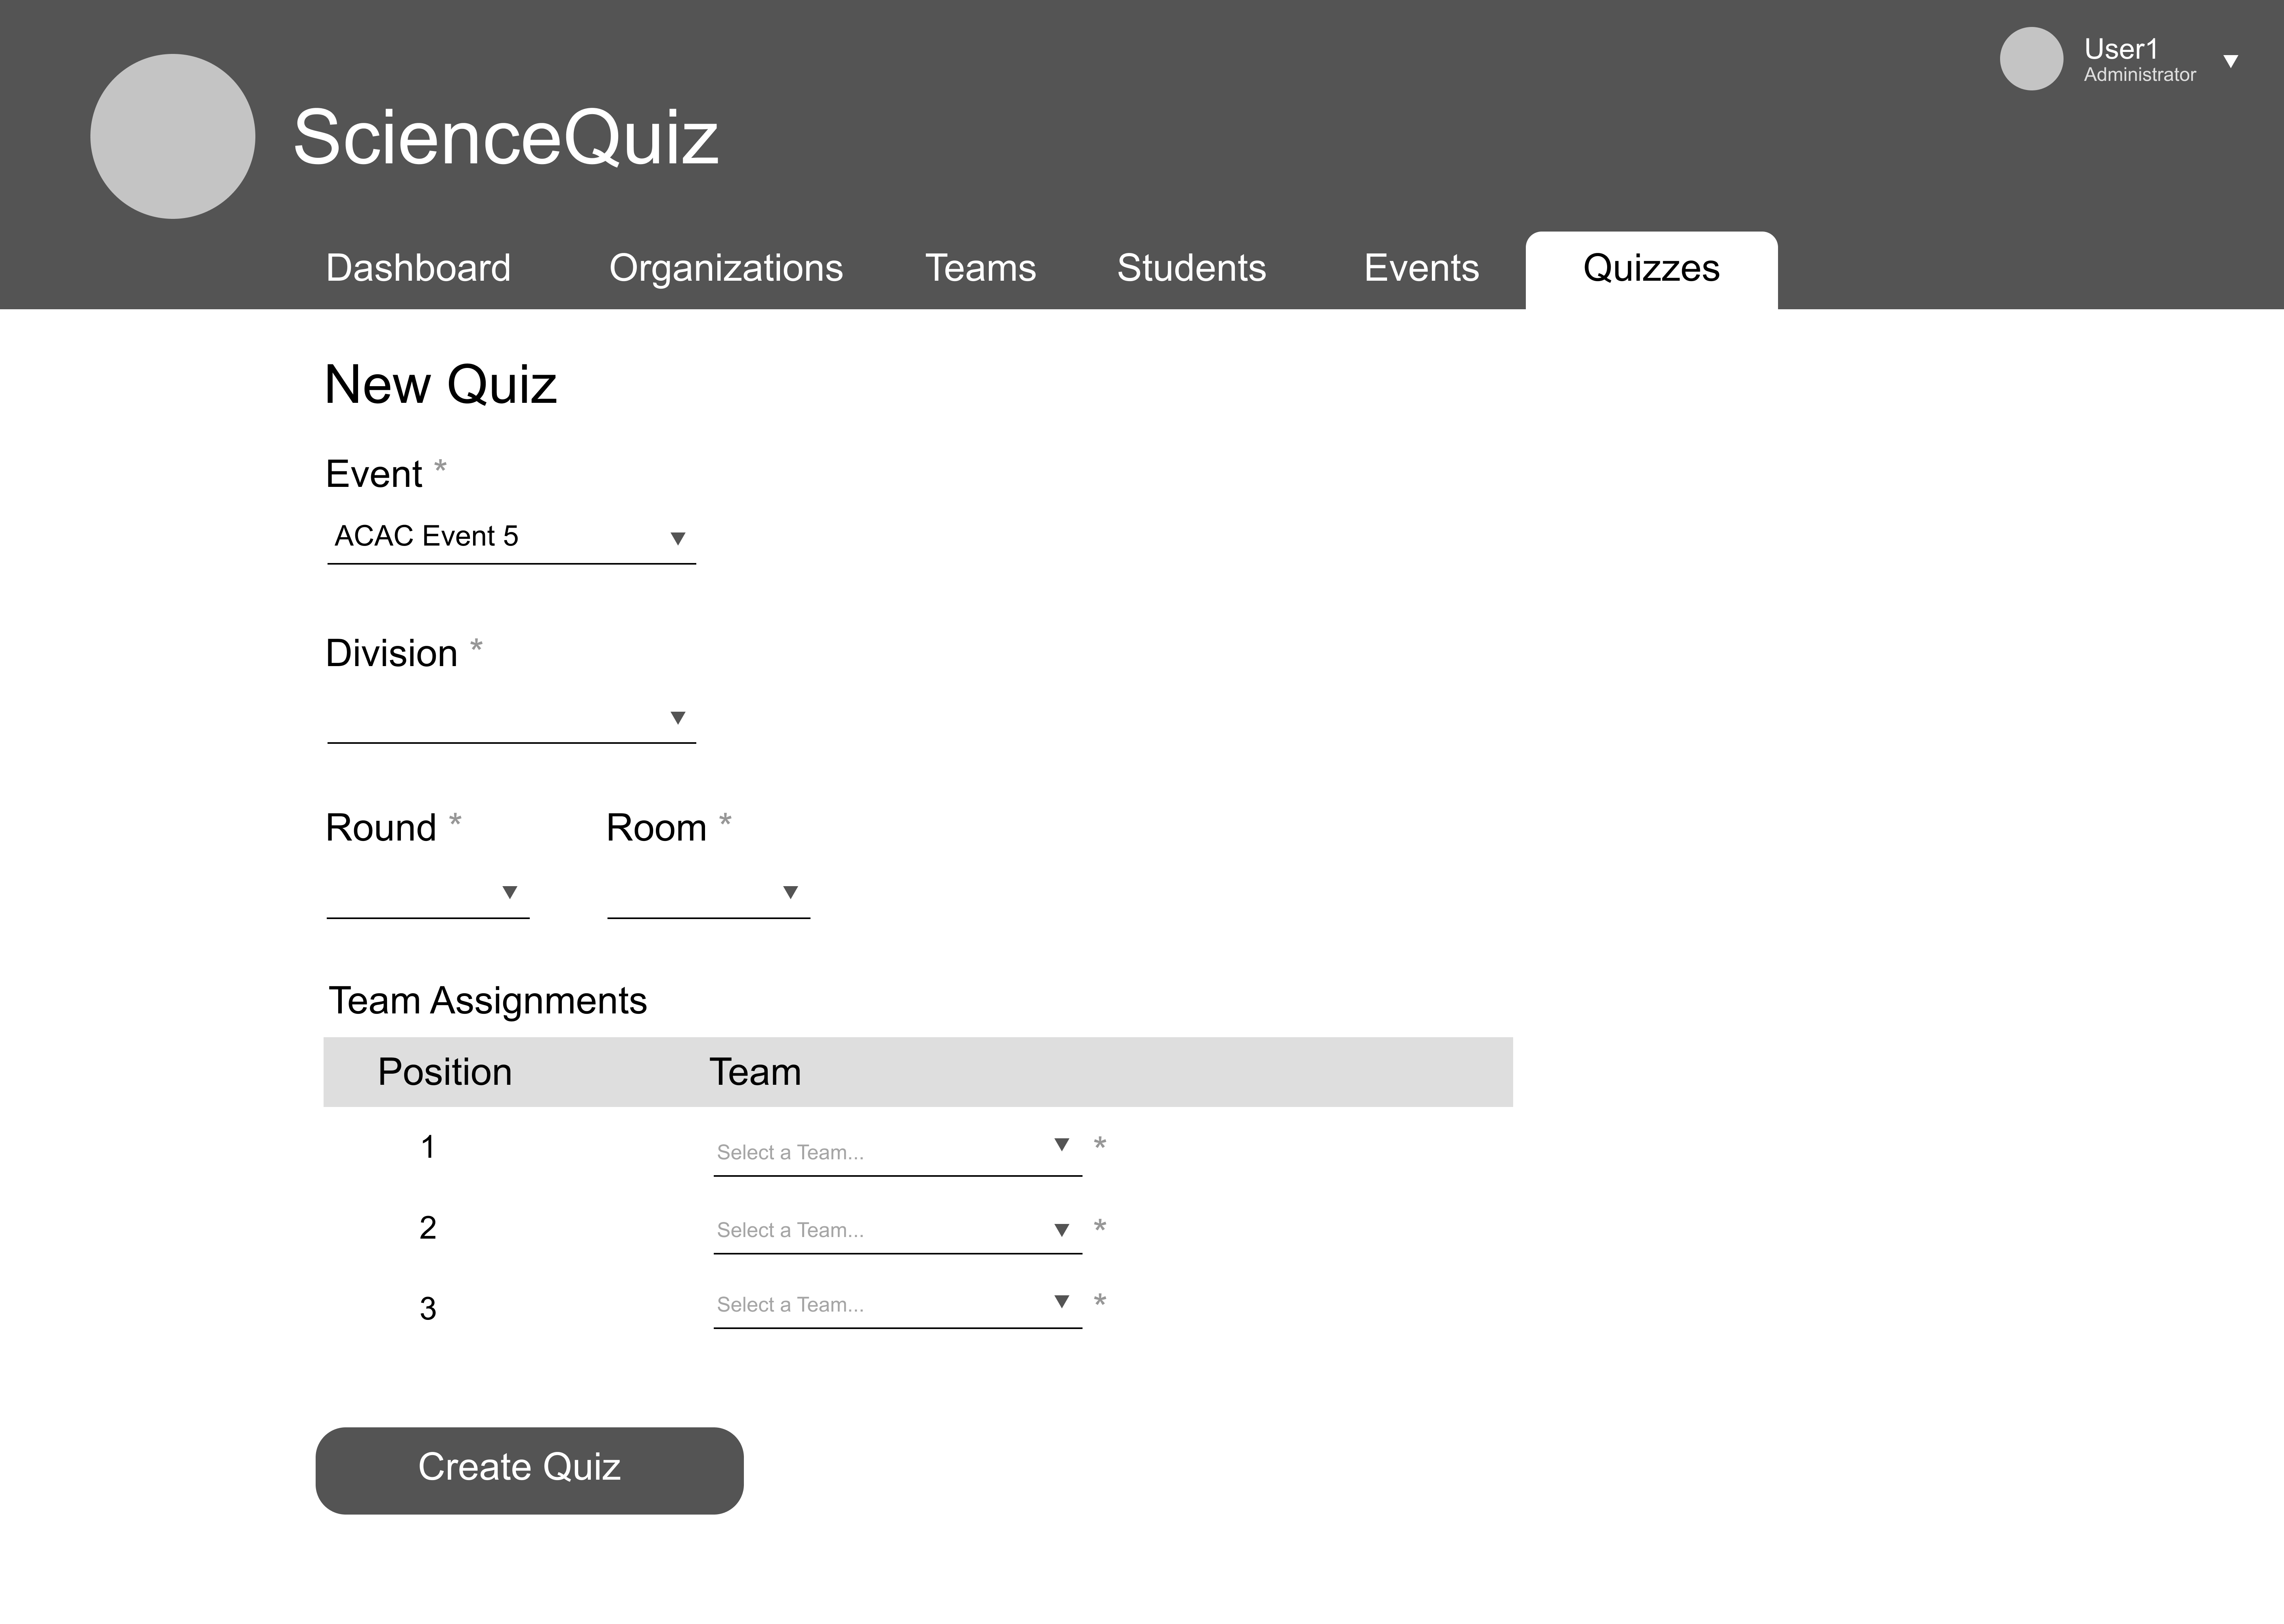 User1
Administrator
ScienceQuiz
Dashboard Organizations Teams Students Events Quizzes
New Quiz
Event *
ACAC Event 5
Division *
Round * Room *
Team Assignments
Position Team
1 Select a Team... *
2 Select a Team... *
3 Select a Team... *
Create Quiz